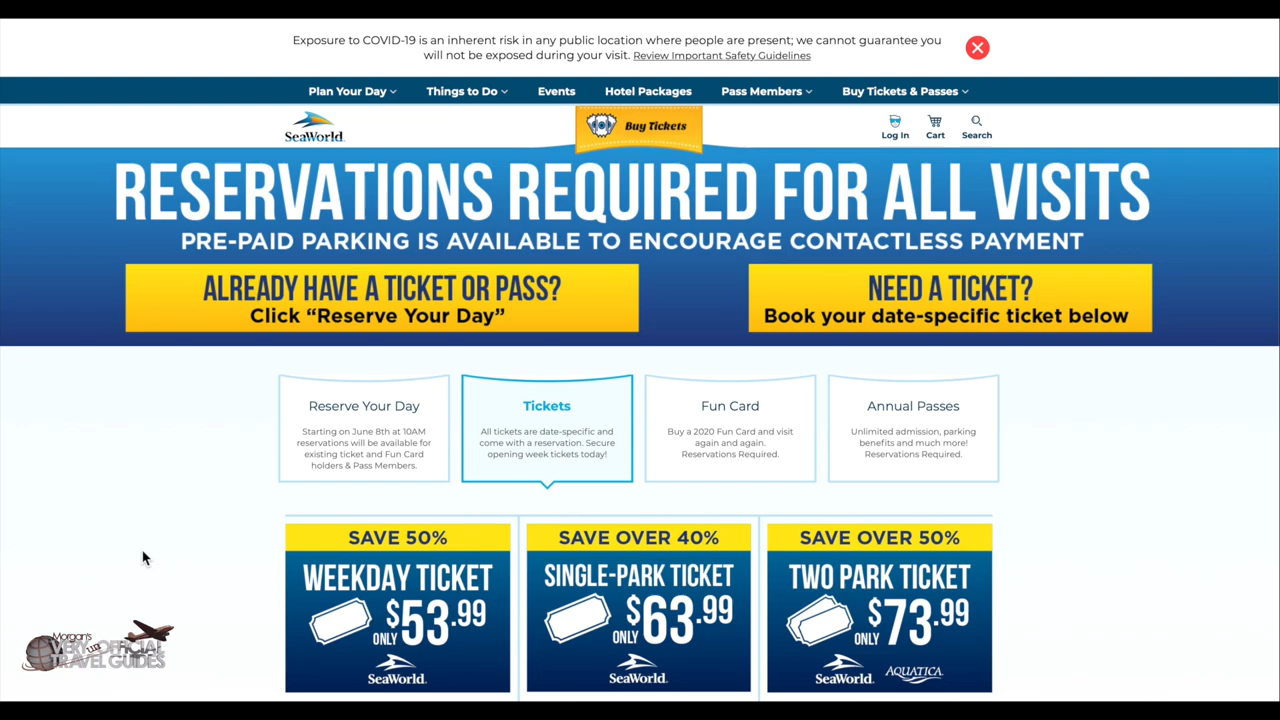 Exposure to COVID-19 is an inherent risk in any public location where people are present; we cannot guarantee you
will not be exposed during your visit. Review Important Safety Guidelines
Plan Your Day Things to Do Events Hotel Packages Pass Members Buy Tickets & Passes
SeaWorld. Buy Tickets Log In Cart Search
RESERVATIONS REQUIRED FOR ALL VISITS
PRE-PAID PARKING IS AVAILABLE TO ENCOURAGE CONTACTLESS PAYMENT
ALREADY HAVE A TICKET OR PASS?
Click “Reserve Your Day”
NEED A TICKET?
Book your date-specific ticket below
Reserve Your Day
Starting on June 8th at 10AM
reservations will be available for
existing ticket and Fun Card
holders & Pass Members.
Tickets
All tickets are date-specific and
come with a reservation. Secure
opening week tickets today!
Fun Card
Buy a 2020 Fun Card and visit
again and again.
Reservations Required.
Annual Passes
Unlimited admission, parking
benefits and much more!
Reservations Required.
SAVE 50%
WEEKDAY TICKET
ONLY $53.99
SeaWorld.
SAVE OVER 40%
SINGLE-PARK TICKET
ONLY $63.99
SeaWorld.
SAVE OVER 50%
TWO PARK TICKET
ONLY $73.99
SeaWorld. AQUATICA
Morgan's
VERY un OFFICIAL
TRAVEL GUIDES